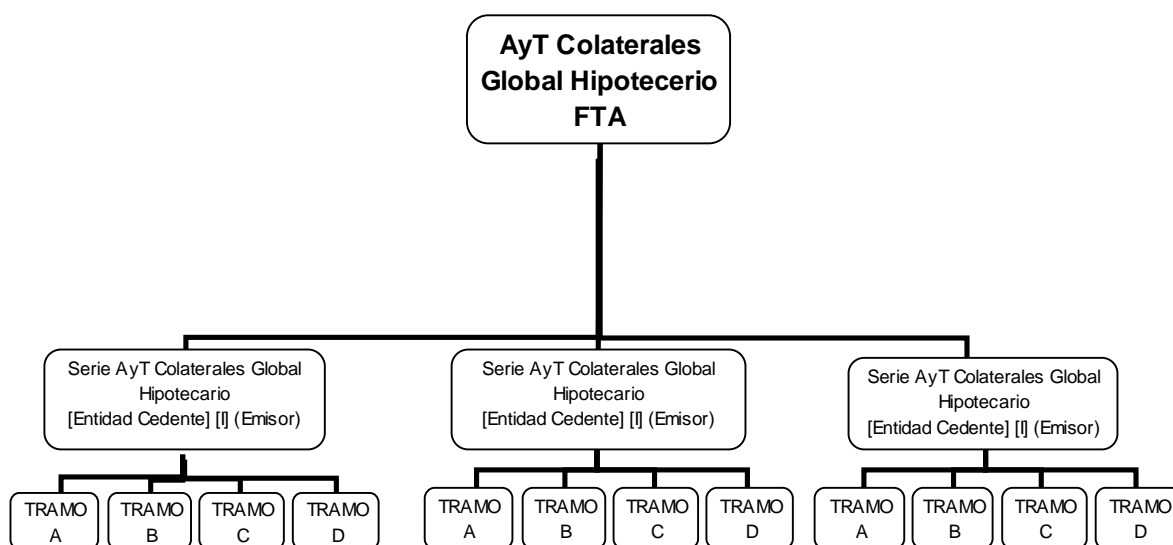 AyT Colaterales
Global Hipotecerio
FTA
Serie AyT Colaterales Global
Hipotecario
[Entidad Cedente] [I] (Emisor)
Serie AyT Colaterales Global
Hipotecario
[Entidad Cedente] [I] (Emisor)
Serie AyT Colaterales Global
Hipotecario
[Entidad Cedente] [I] (Emisor)
TRAMO
A
TRAMO
B
TRAMO
C
TRAMO
D
TRAMO
A
TRAMO
B
TRAMO
C
TRAMO
D
TRAMO
A
TRAMO
B
TRAMO
C
TRAMO
D